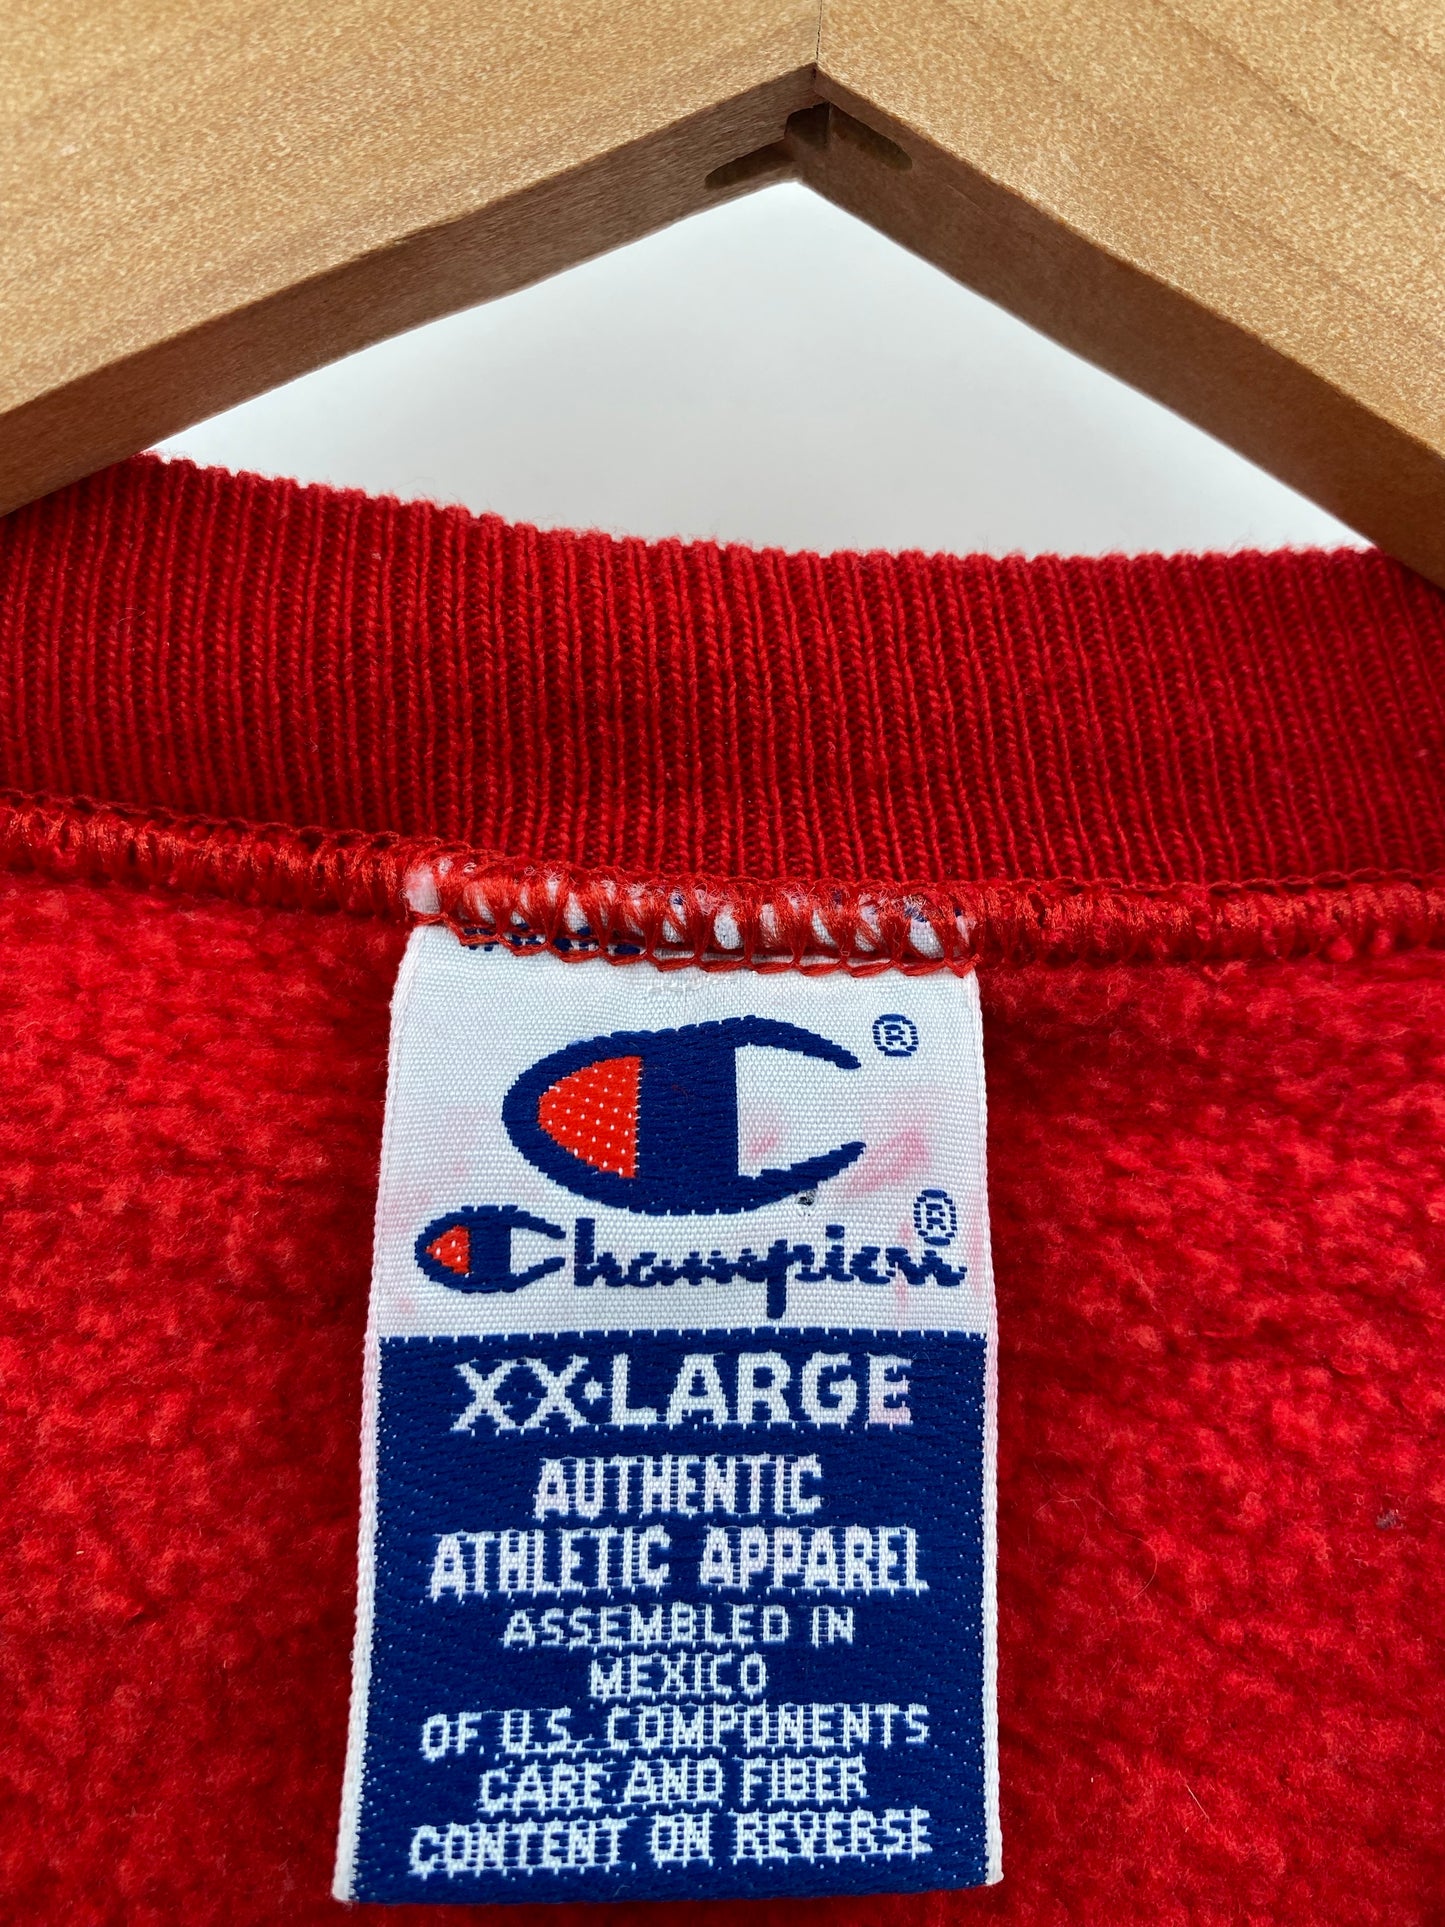 ®
Champion®
XX-LARGE
AUTHENTIC
ATHLETIC APPAREL
ASSEMBLED IN
MEXICO
OF U.S. COMPONENTS
CARE AND FIBER
CONTENT ON REVERSE